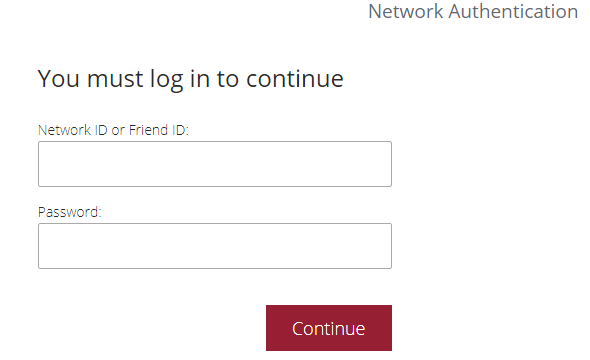 Network Authentication
You must log in to continue
Network ID or Friend ID:
Password:
Continue